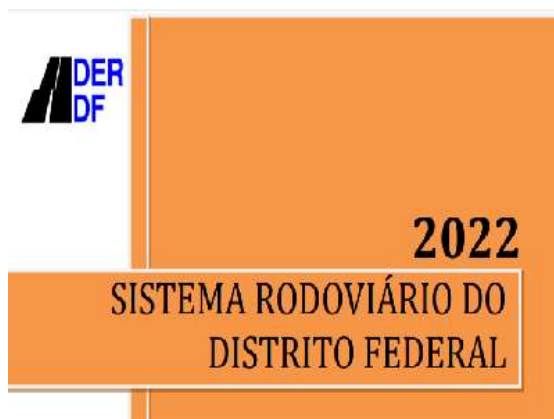 DER
DF
2022
SISTEMA RODOVIÁRIO DO
DISTRITO FEDERAL